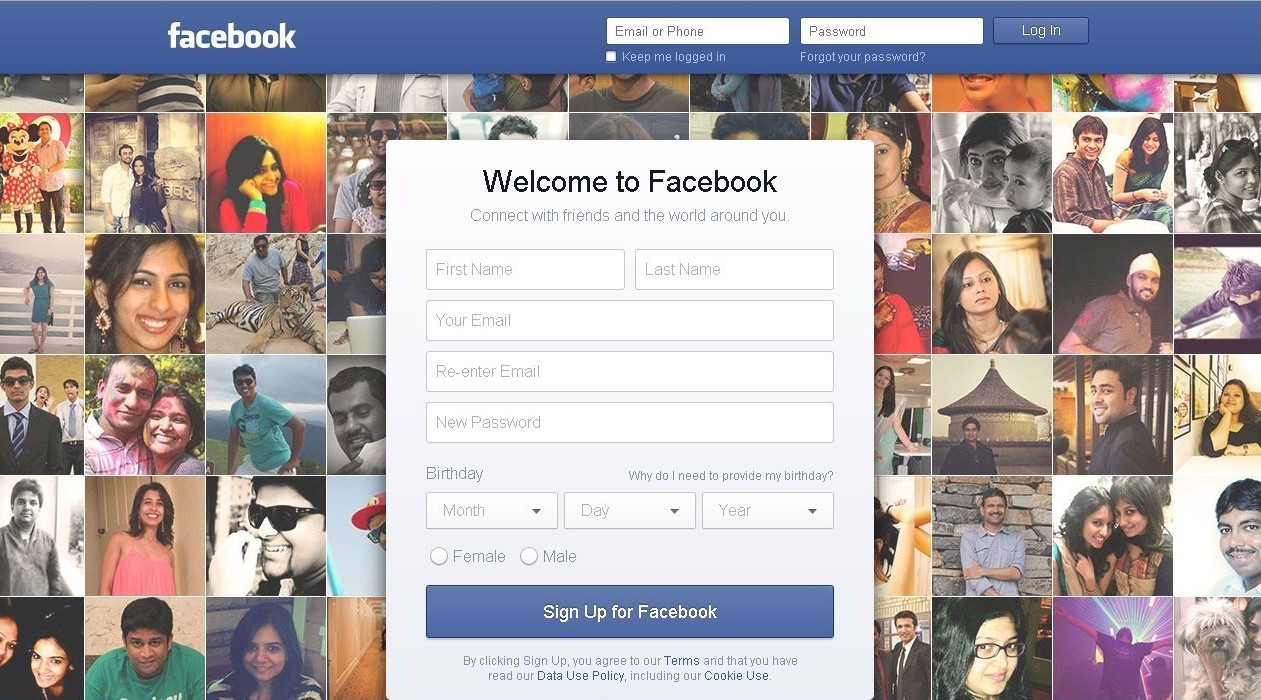 facebook
Email or Phone
Password
Log In
Keep me logged in
Forgot your password?
Welcome to Facebook
Connect with friends and the world around you.
First Name
Last Name
Your Email
Re-enter Email
New Password
Birthday
Why do I need to provide my birthday?
Month
Day
Year
Female
Male
Sign Up for Facebook
By clicking Sign Up, you agree to our Terms and that you have
read our Data Use Policy, including our Cookie Use.